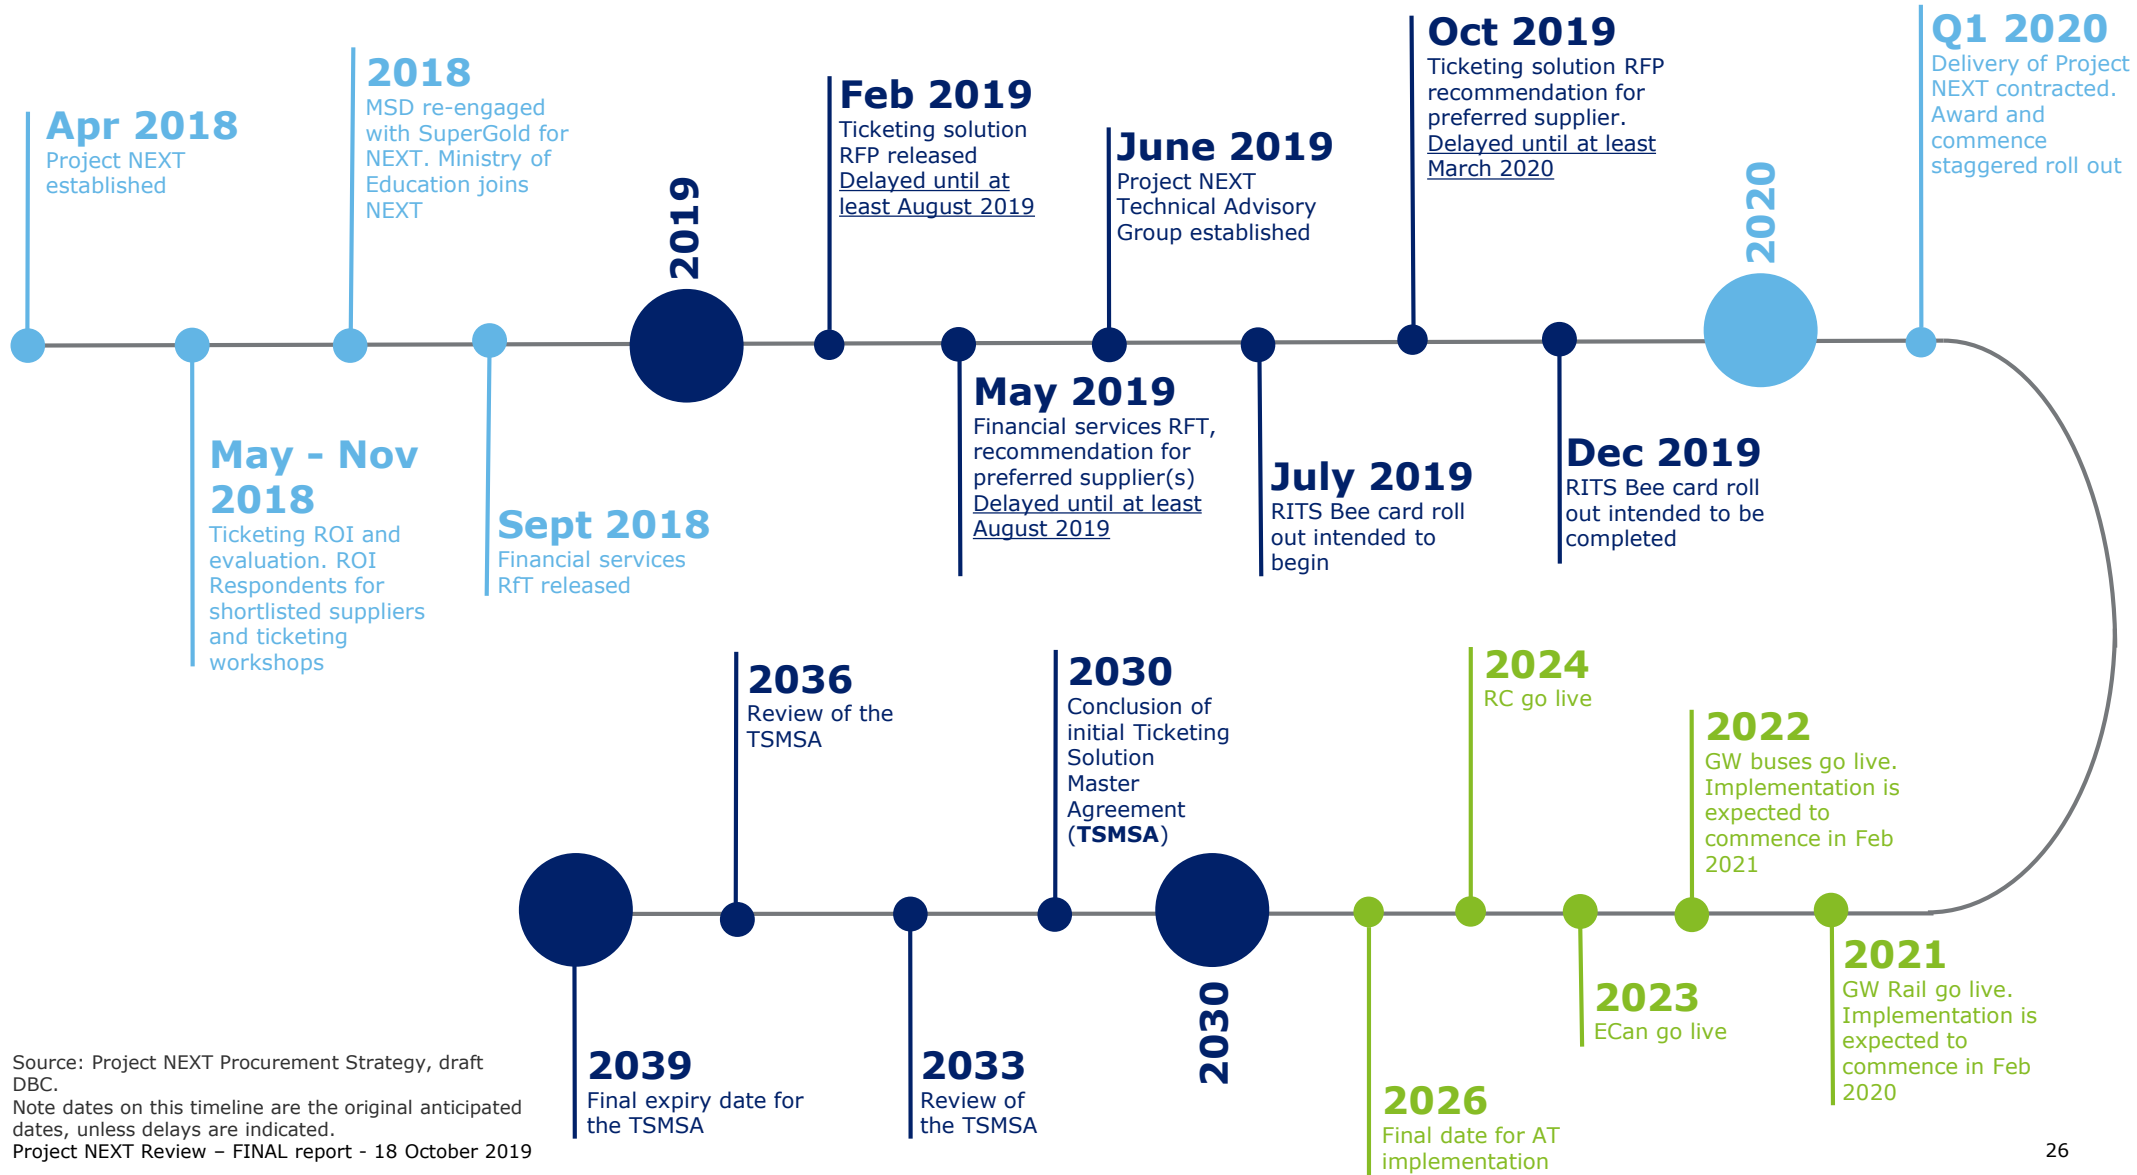 Apr 2018
Project NEXT
established
May - Nov
2018
Ticketing ROI and
evaluation. ROI
Respondents for
shortlisted suppliers
and ticketing
workshops
2018
MSD re-engaged
with SuperGold for
NEXT. Ministry of
Education joins
NEXT
Sept 2018
Financial services
RfT released
2019
Feb 2019
Ticketing solution
RFP released
Delayed until at
least August 2019
May 2019
Financial services RFT,
recommendation for
preferred supplier(s)
Delayed until at least
August 2019
June 2019
Project NEXT
Technical Advisory
Group established
July 2019
RITS Bee card roll
out intended to
begin
Oct 2019
Ticketing solution RFP
recommendation for
preferred supplier.
Delayed until at least
March 2020
Dec 2019
RITS Bee card roll
out intended to be
completed
2020
Q1 2020
Delivery of Project
NEXT contracted.
Award and
commence
staggered roll out
2021
GW Rail go live.
Implementation is
expected to
commence in Feb
2020
2022
GW buses go live.
Implementation is
expected to
commence in Feb
2021
2023
ECan go live
2024
RC go live
2026
Final date for AT
implementation
2030
2030
Conclusion of
initial Ticketing
Solution
Master
Agreement
(TSMSA)
2033
Review of
the TSMSA
2036
Review of the
TSMSA
2039
Final expiry date for
the TSMSA
Source: Project NEXT Procurement Strategy, draft
DBC.
Note dates on this timeline are the original anticipated
dates, unless delays are indicated.
Project NEXT Review – FINAL report - 18 October 2019
26